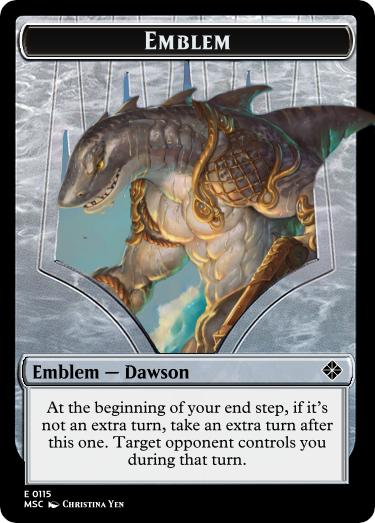 EMBLEM
Emblem — Dawson
At the beginning of your end step, if it's
not an extra turn, take an extra turn after
this one. Target opponent controls you
during that turn.
E 0115
MSC CHRISTINA YEN